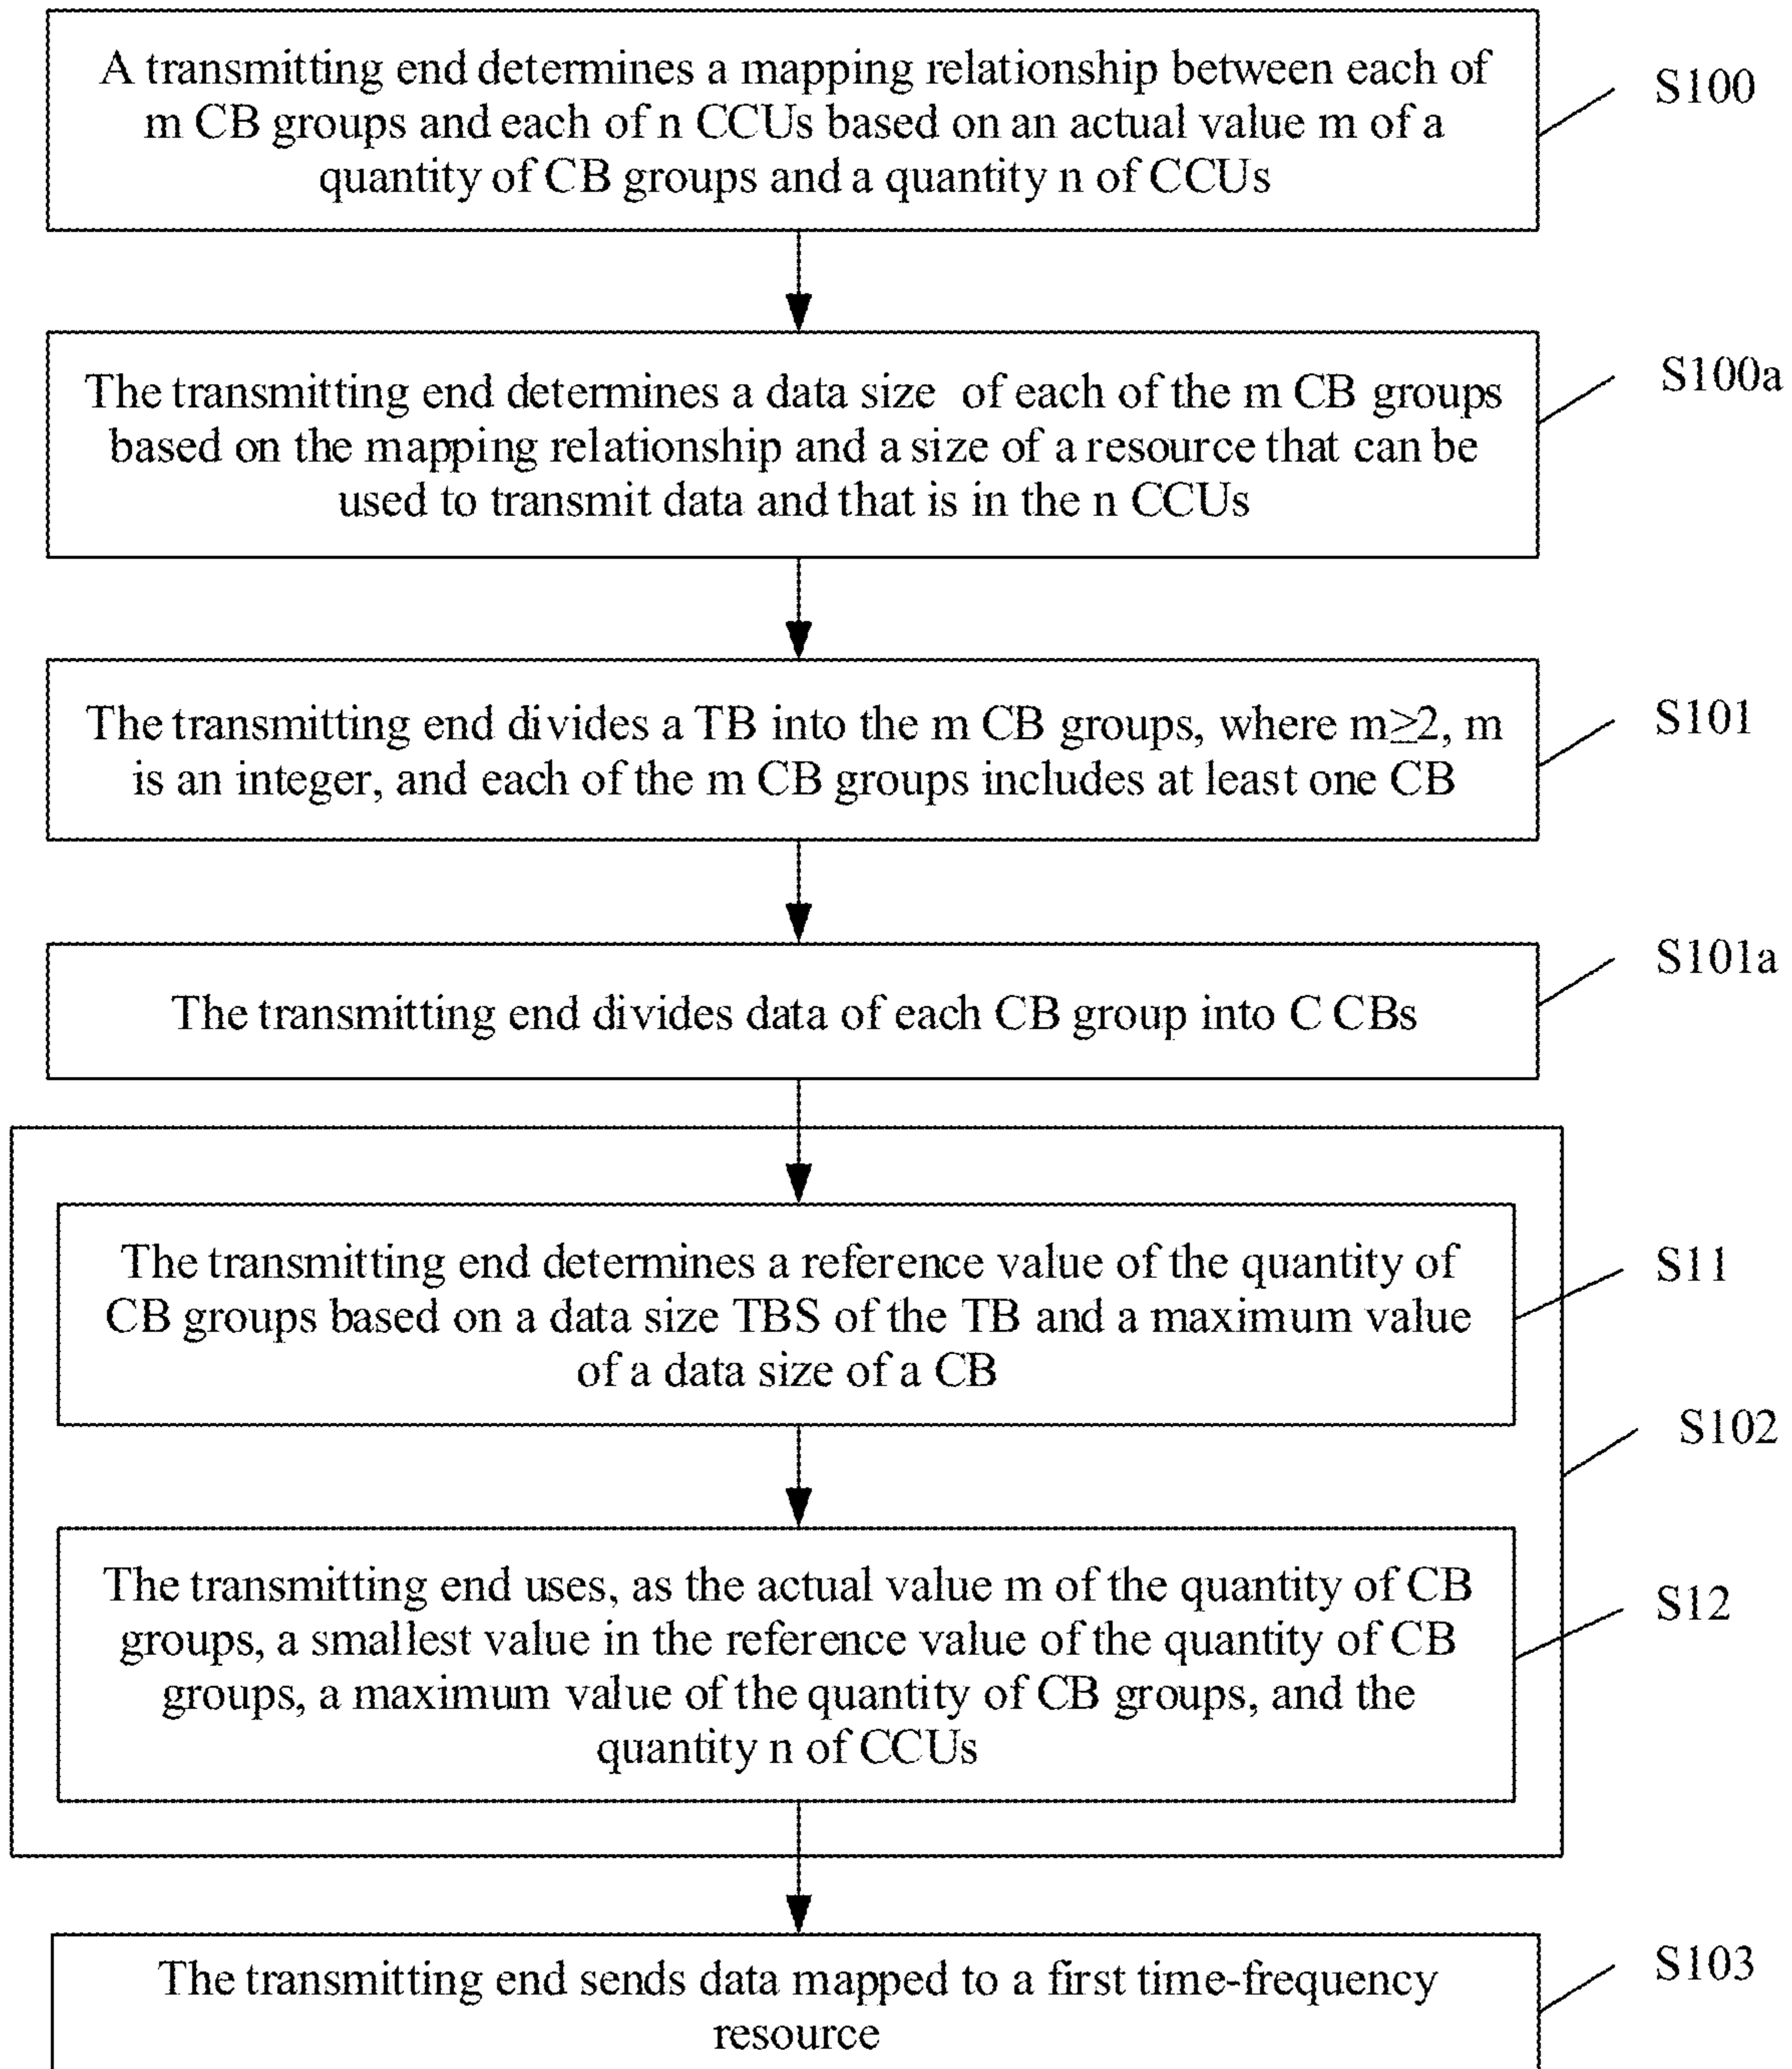 A transmitting end determines a mapping relationship between each of
m CB groups and each of n CCUs based on an actual value m of a
quantity of CB groups and a quantity n of CCUs
S100
The transmitting end determines a data size of each of the m CB groups
based on the mapping relationship and a size of a resource that can be
used to transmit data and that is in the n CCUs
S100a
The transmitting end divides a TB into the m CB groups, where m≥2, m
is an integer, and each of the m CB groups includes at least one CB
S101
The transmitting end divides data of each CB group into C CBs
S101a
The transmitting end determines a reference value of the quantity of
CB groups based on a data size TBS of the TB and a maximum value
of a data size of a CB
S11
S102
The transmitting end uses, as the actual value m of the quantity of CB
groups, a smallest value in the reference value of the quantity of CB
groups, a maximum value of the quantity of CB groups, and the
quantity n of CCUs
S12
The transmitting end sends data mapped to a first time-frequency
resource
S103